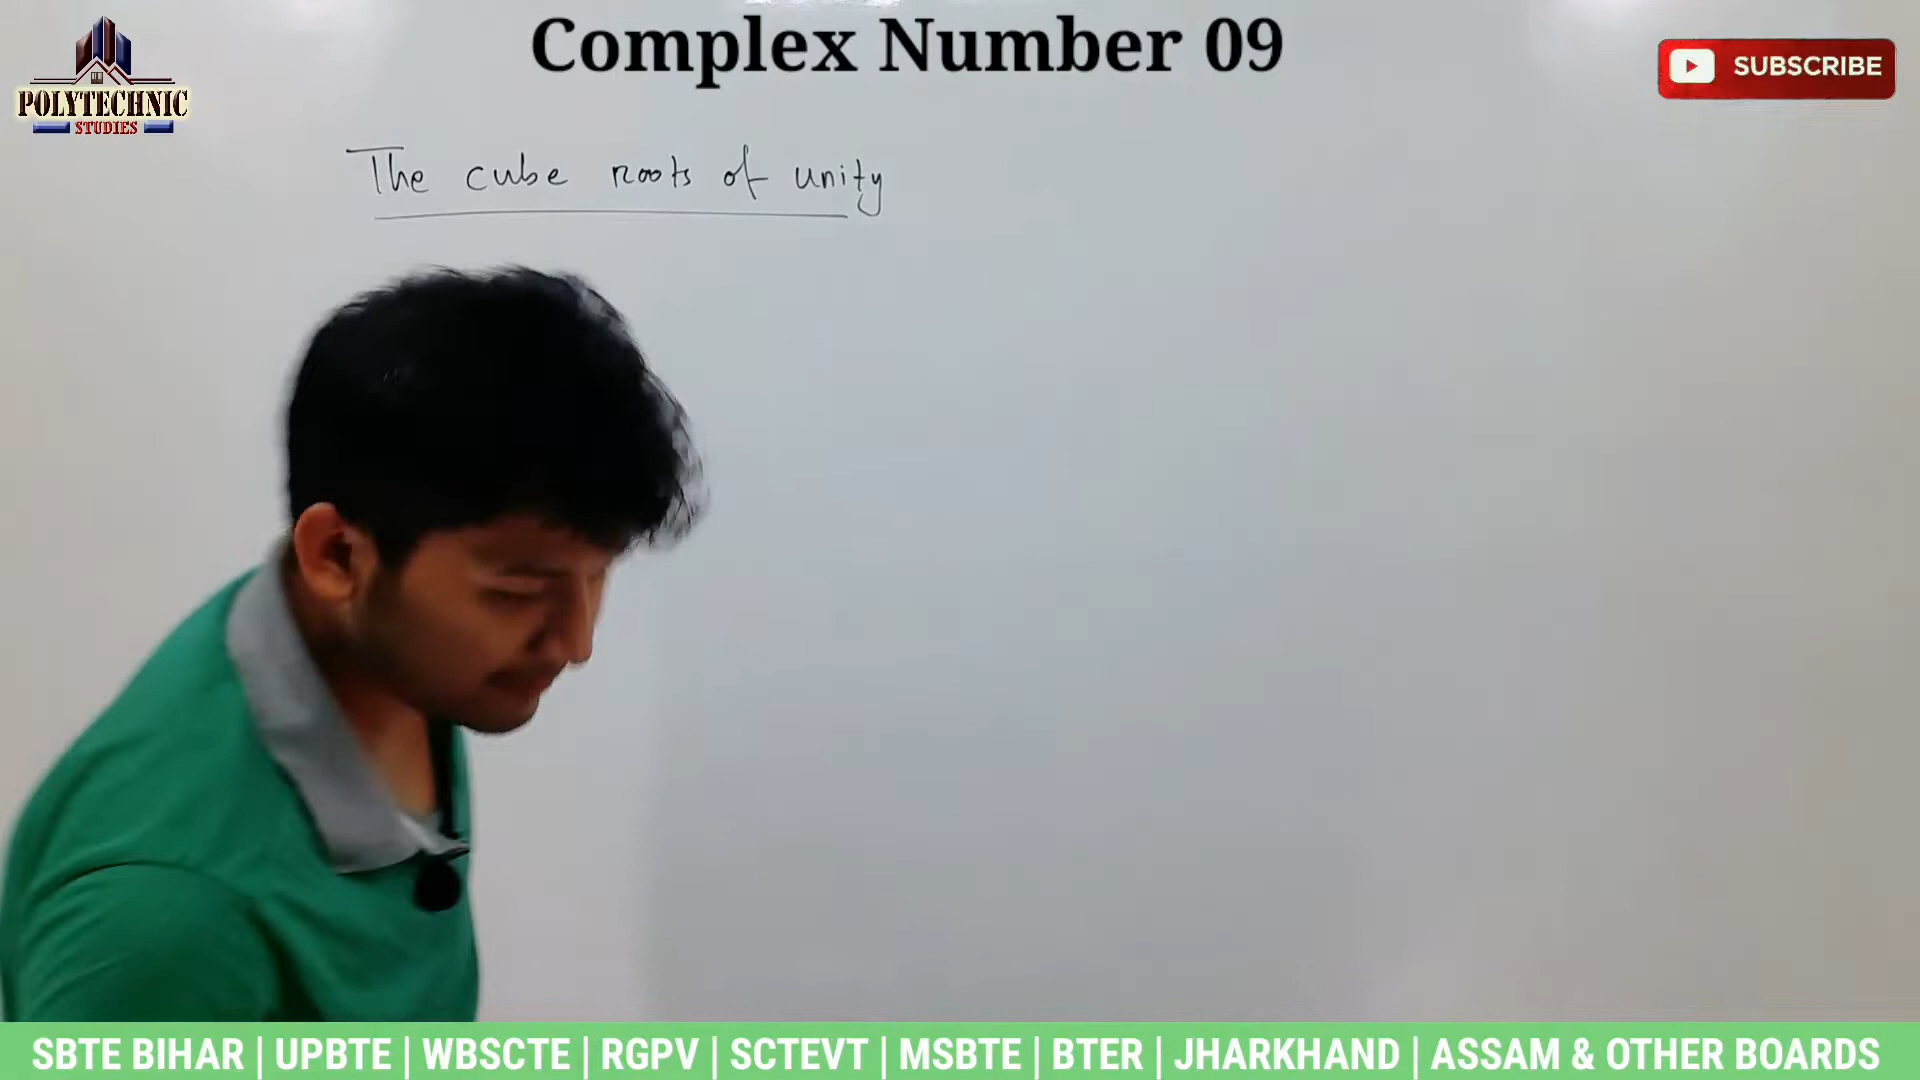 Complex Number 09
SUBSCRIBE
POLYTECHNIC
STUDIES
The cube roots of unity
SBTE BIHAR | UPBTE | WBSCTE | RGPV | SCTEVT | MSBTE | BTER | JHARKHAND | ASSAM & OTHER BOARDS